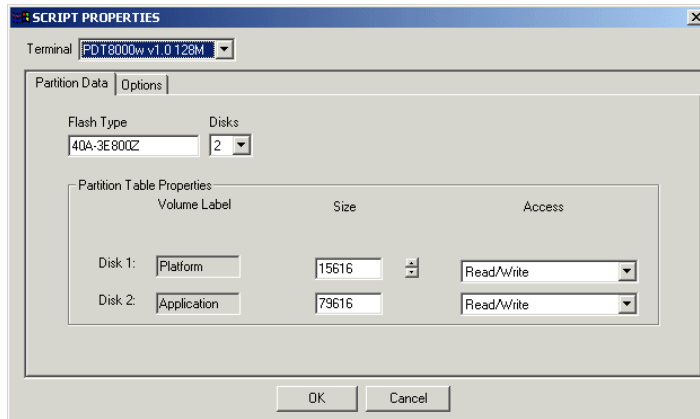 SCRIPT PROPERTIES
Terminal PDT8000w v1.0 128M
Partition Data Options
Flash Type Disks
40A-3E800Z 2
Partition Table Properties
Volume Label Size Access
Disk 1: Platform 15616 Read/Write
Disk 2: Application 79616 Read/Write
OK Cancel